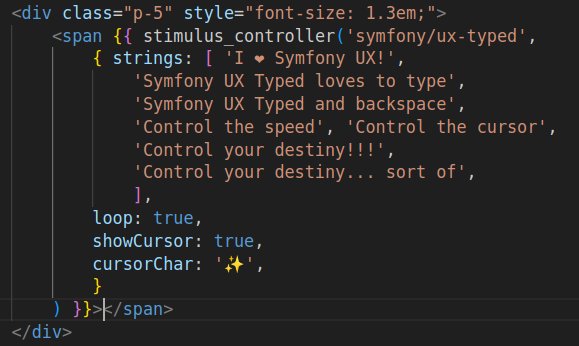 <div class="p-5" style="font-size: 1.3em;">
    <span {{ stimulus_controller('symfony/ux-typed',
        { strings: [ 'I ❤ Symfony UX!',
            'Symfony UX Typed loves to type',
            'Symfony UX Typed and backspace',
            'Control the speed', 'Control the cursor',
            'Control your destiny!!!',
            'Control your destiny... sort of',
            ],
        loop: true,
        showCursor: true,
        cursorChar: '✨',
        }
    ) }}></span>
</div>